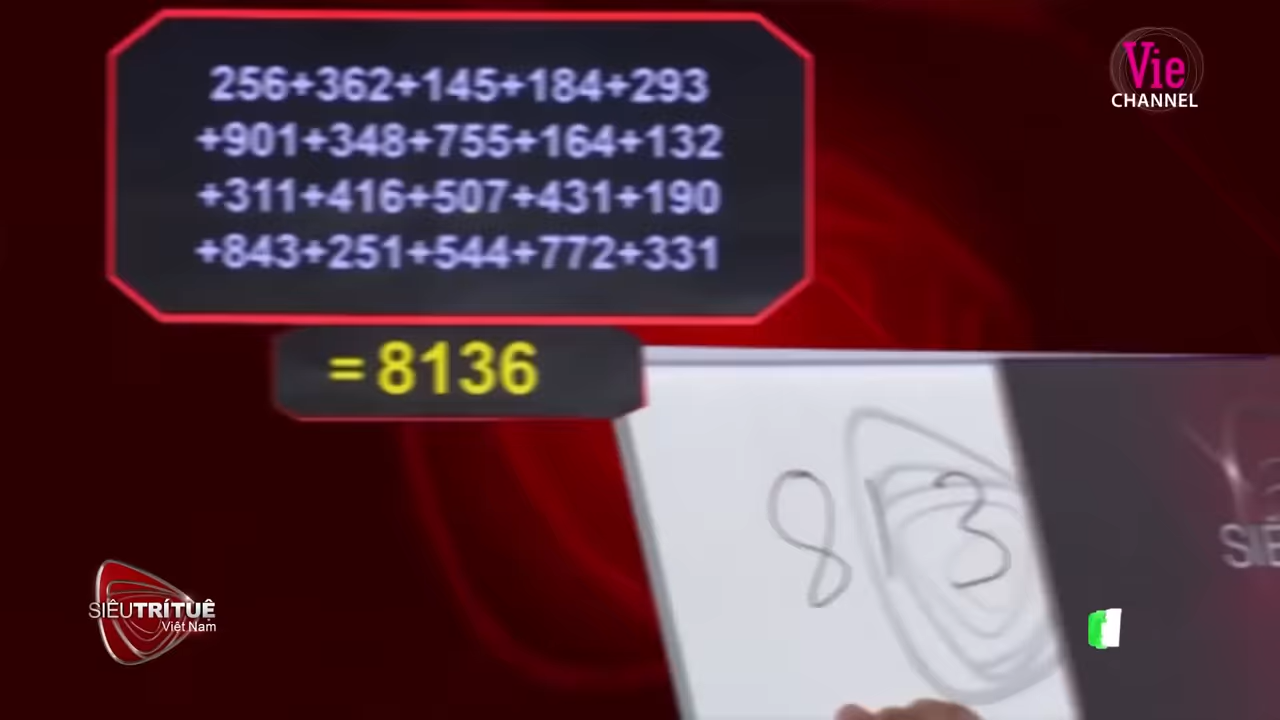 256+362+145+184+293
+901+348+755+164+132
+311+416+507+431+190
+843+251+544+772+331
=8136
813
Vie
CHANNEL
SIÊUTRÍTUỆ
Việt Nam